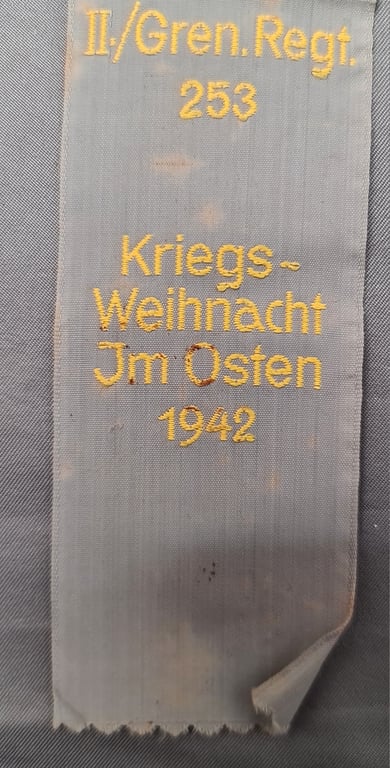 II./Gren. Regt.
253
Kriegs-
Weihnacht
Jm Osten
1942